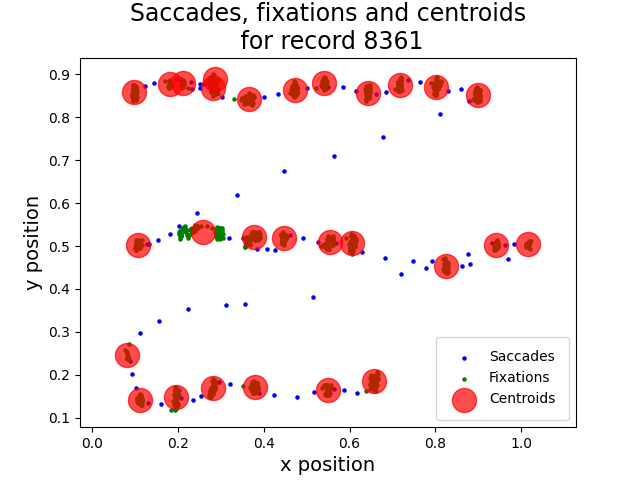 Saccades, fixations and centroids
for record 8361
y position
0.9
0.8
0.7
0.6
0.5
0.4
0.3
0.2
0.1
0.0
0.2
0.4
0.6
0.8
1.0
x position
Saccades
Fixations
Centroids